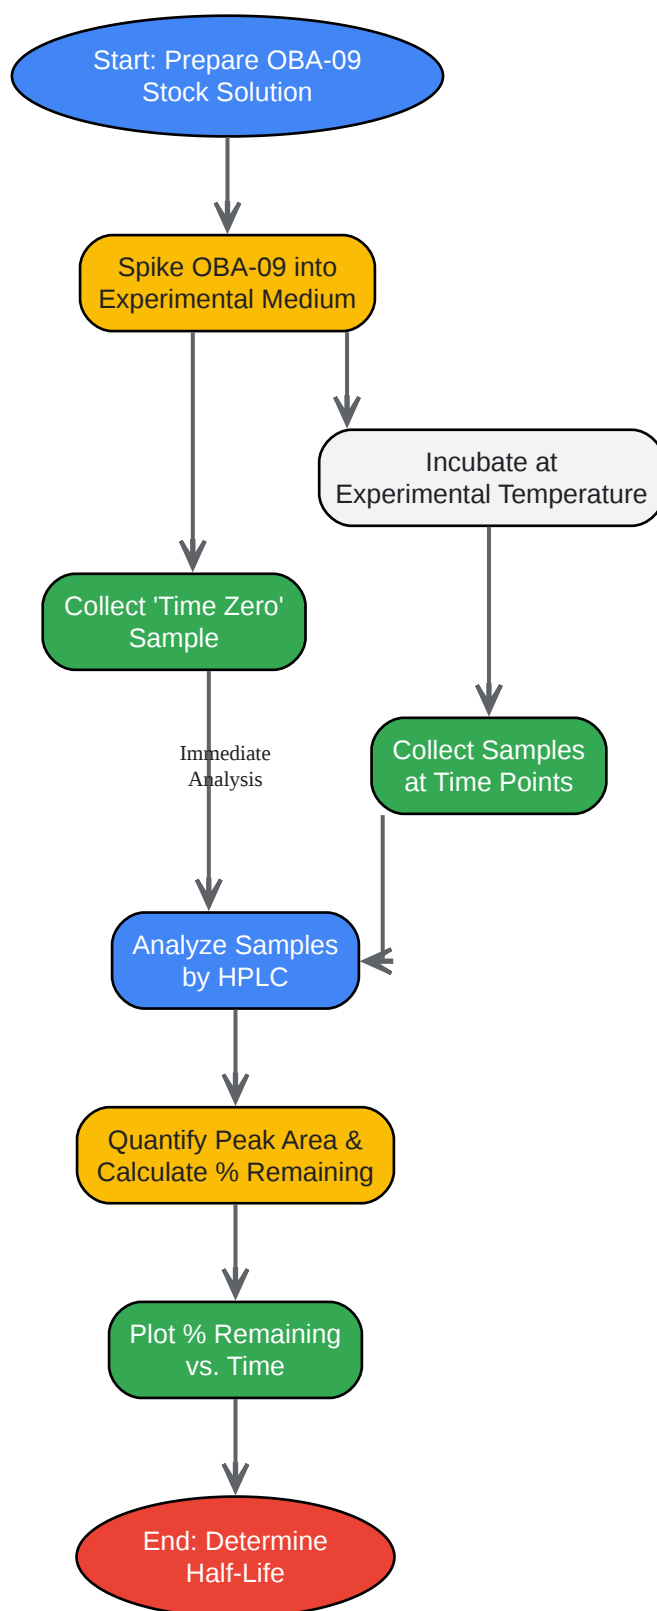 Start: Prepare OBA-09
Stock Solution
Spike OBA-09 into
Experimental Medium
Incubate at
Experimental Temperature
Collect 'Time Zero'
Sample
Immediate
Analysis
Collect Samples
at Time Points
Analyze Samples
by HPLC
Quantify Peak Area &
Calculate % Remaining
Plot % Remaining
vs. Time
End: Determine
Half-Life